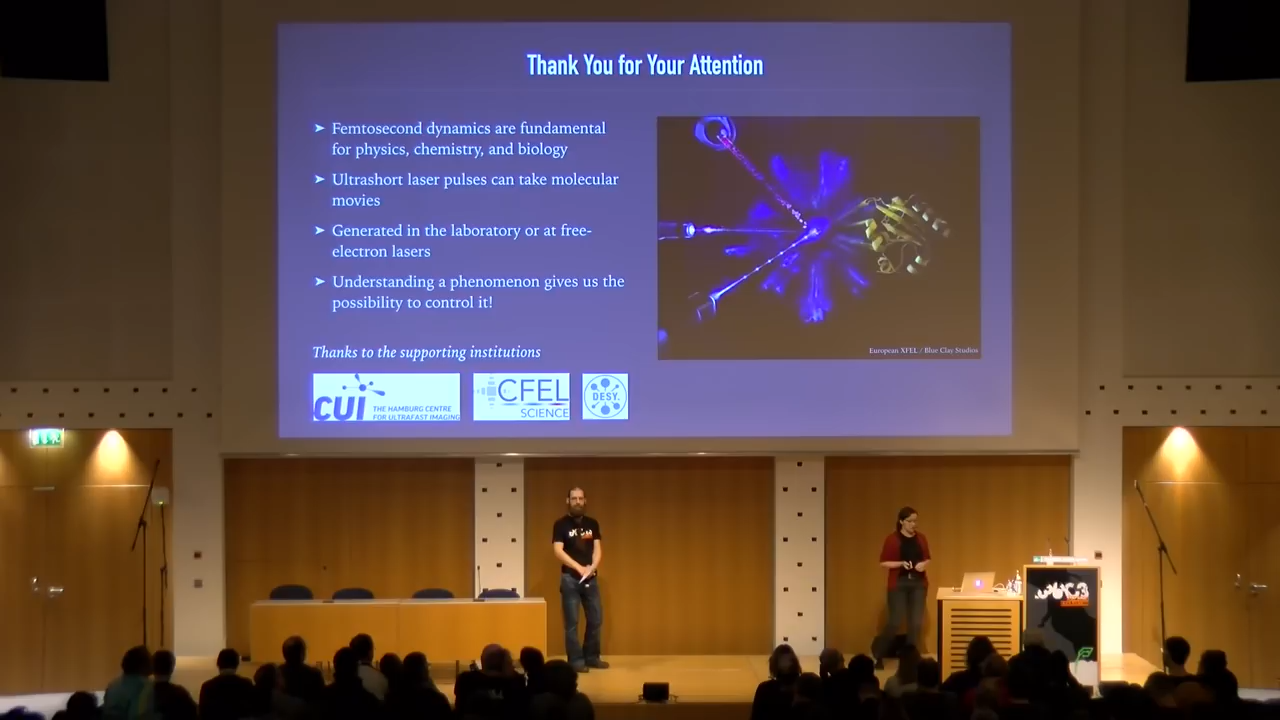 Thank You for Your Attention
➤ Femtosecond dynamics are fundamental
for physics, chemistry, and biology
➤ Ultrashort laser pulses can take molecular
movies
➤ Generated in the laboratory or at free-
electron lasers
➤ Understanding a phenomenon gives us the
possibility to control it!
European XFEL / Blue Clay Studios
Thanks to the supporting institutions
CUI THE HAMBURG CENTRE
FOR ULTRAFAST IMAGING
CFEL
SCIENCE
DESY.